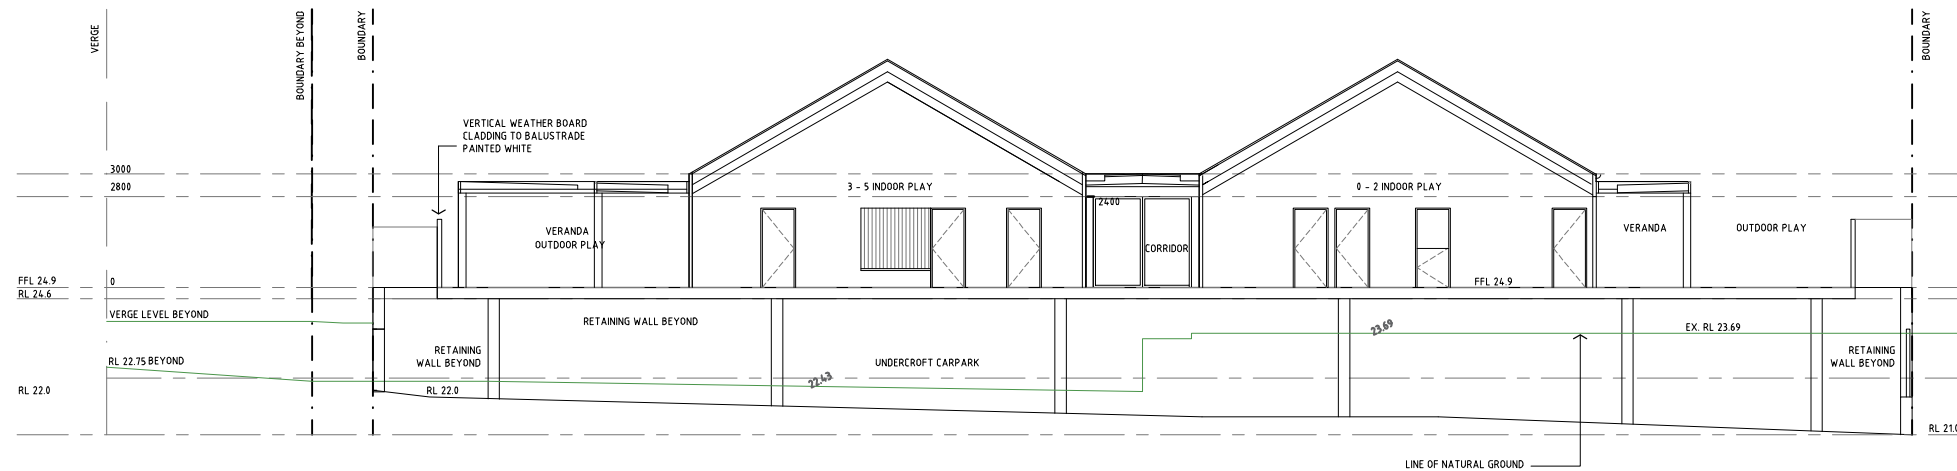 VERGE
BOUNDARY BEYOND
BOUNDARY
BOUNDARY
VERTICAL WEATHER BOARD
CLADDING TO BALUSTRADE
PAINTED WHITE
3000
2800
3 - 5 INDOOR PLAY
0 - 2 INDOOR PLAY
2400
VERANDA
OUTDOOR PLAY
CORRIDOR
VERANDA
OUTDOOR PLAY
FFL 24.9
0
FFL 24.9
RL 24.6
VERGE LEVEL BEYOND
RETAINING WALL BEYOND
23.69
EX. RL 23.69
RETAINING
WALL BEYOND
RL 22.75 BEYOND
UNDERCROFT CARPARK
RETAINING
WALL BEYOND
22.43
RL 22.0
RL 22.0
RL 21.0
LINE OF NATURAL GROUND